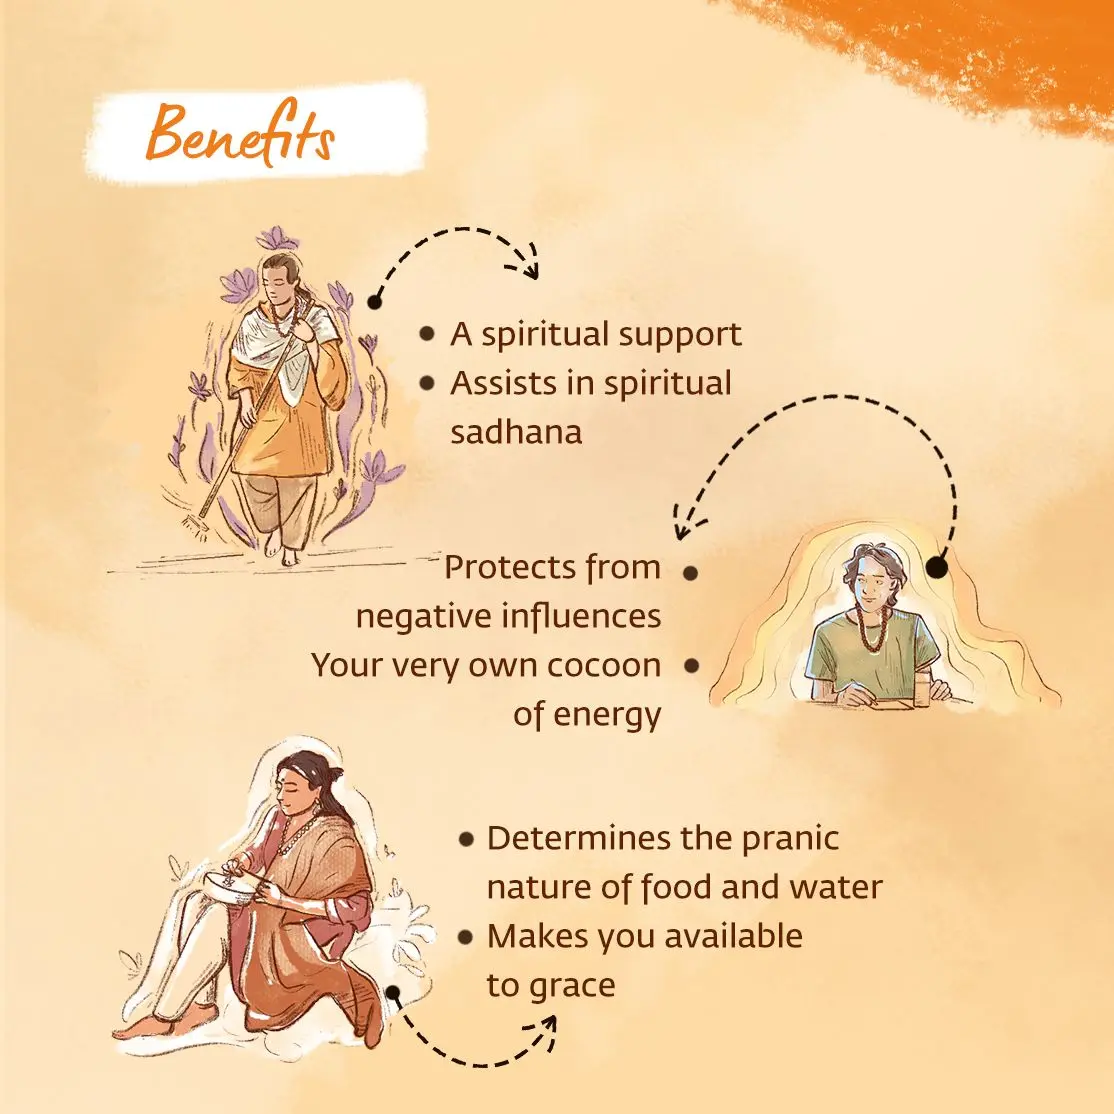 Benefits
A spiritual support
Assists in spiritual
sadhana
Protects from
negative influences
Your very own cocoon
of energy
Determines the pranic
nature of food and water
Makes you available
to grace